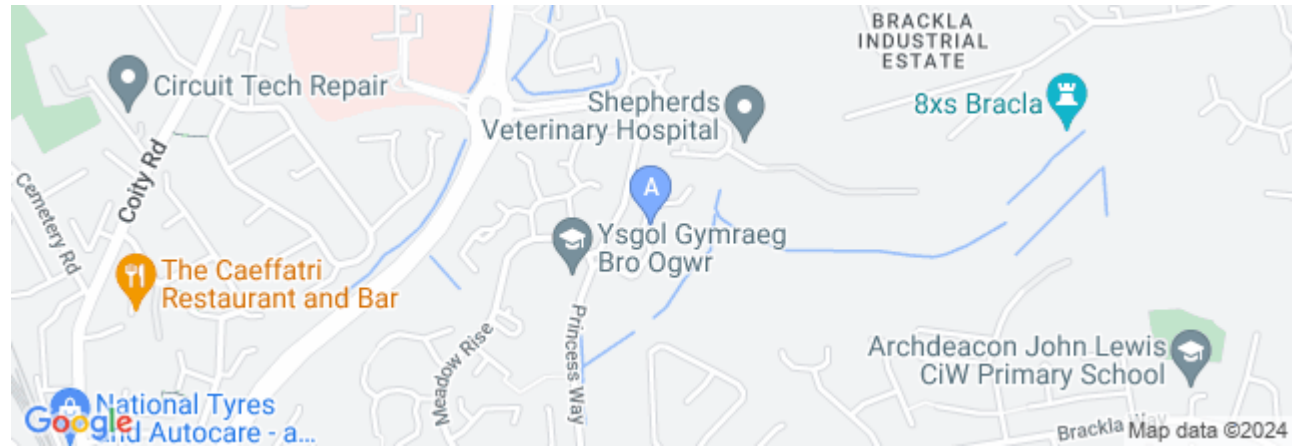 BRACKLA
INDUSTRIAL
ESTATE
Circuit Tech Repair
8xs Bracla
Shepherds
Veterinary Hospital
Coity Rd
Cemetery Rd
A
Ysgol Gymraeg
Bro Ogwr
The Caeffatri
Restaurant and Bar
Meadow Rise
Princess Way
Archdeacon John Lewis
CiW Primary School
National Tyres
and Autocare - a...
Google
Brackla Way
Map data ©2024